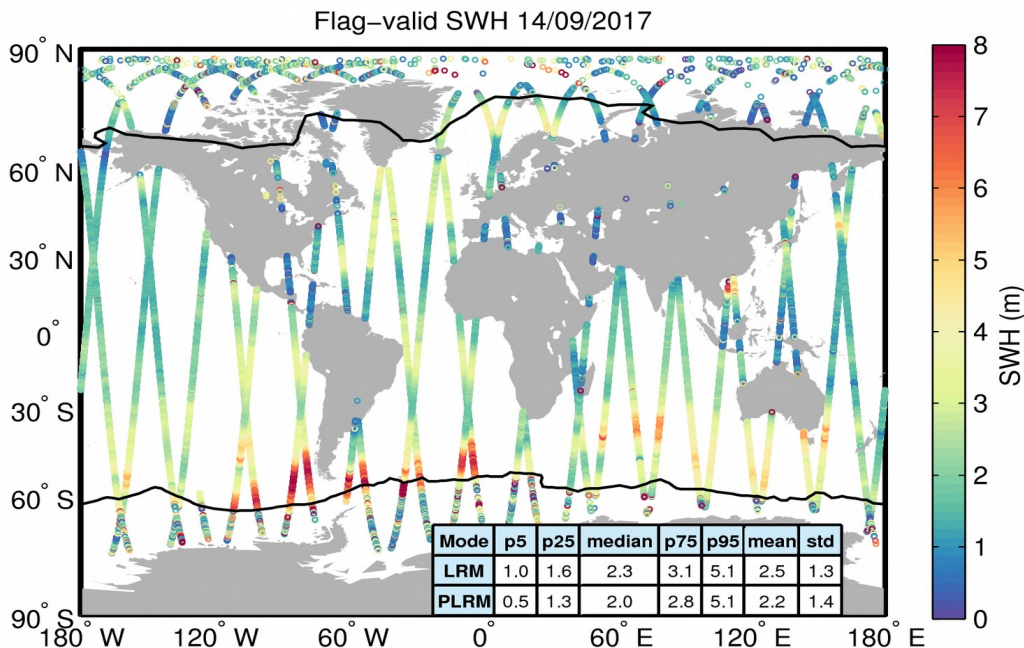 Flag-valid SWH 14/09/2017
90° N
60° N
30° N
0°
30° S
60° S
90° S
180° W
120° W
60° W
0°
60° E
120° E
180° E
8
7
6
5
4
3
2
1
0
SWH (m)
Mode p5 p25 median p75 p95 mean std
LRM 1.0 1.6 2.3 3.1 5.1 2.5 1.3
PLRM 0.5 1.3 2.0 2.8 5.1 2.2 1.4